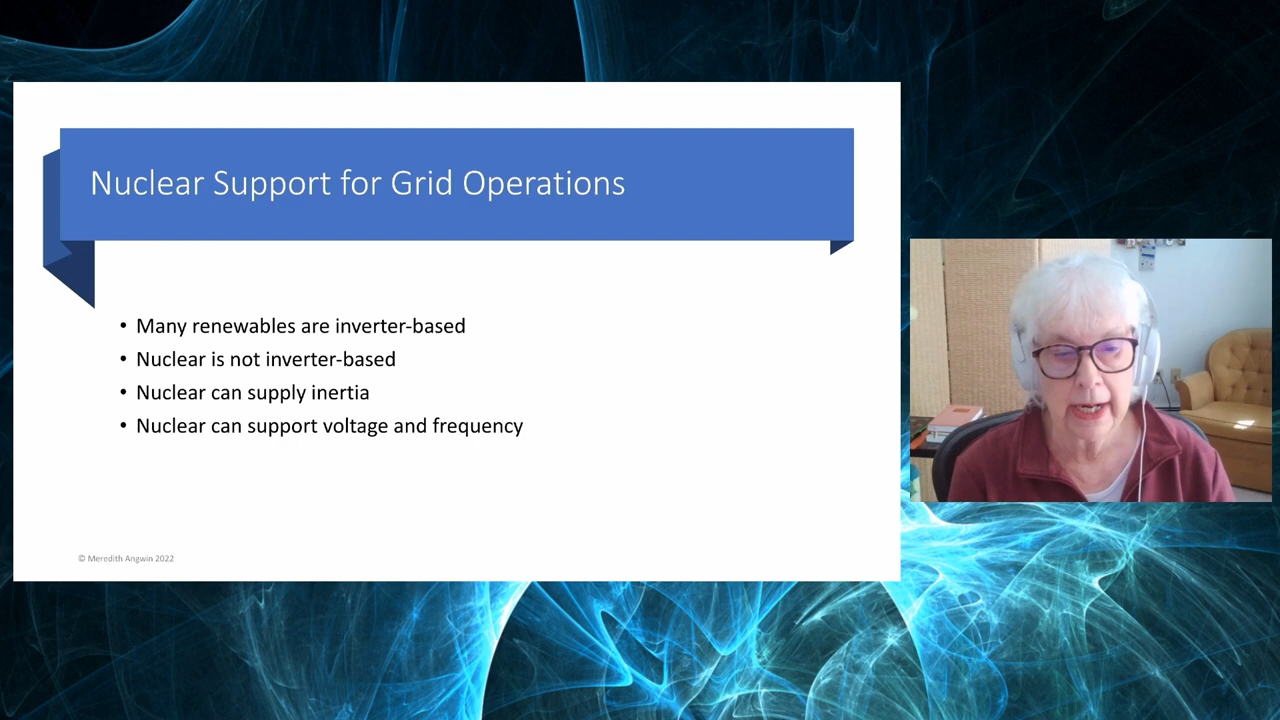 Nuclear Support for Grid Operations
• Many renewables are inverter-based
• Nuclear is not inverter-based
• Nuclear can supply inertia
• Nuclear can support voltage and frequency
© Meredith Angwin 2022